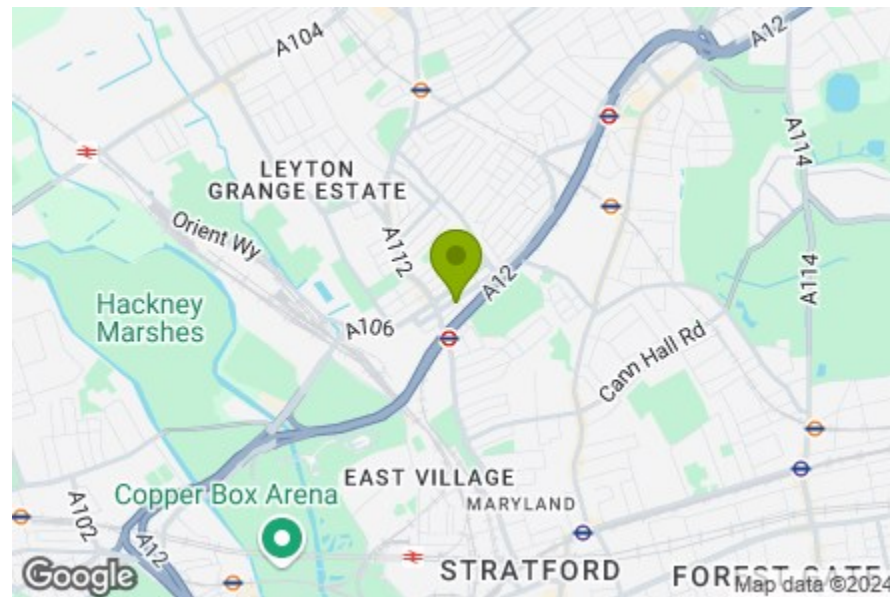 A104
A12
A114
LEYTON
GRANGE ESTATE
Orient Wy
A112
A12
A114
Hackney
Marshes
A106
Cann Hall Rd
EAST VILLAGE
MARYLAND
Copper Box Arena
A102
A12
STRATFORD
FOREST GATE
Google
Map data ©2024